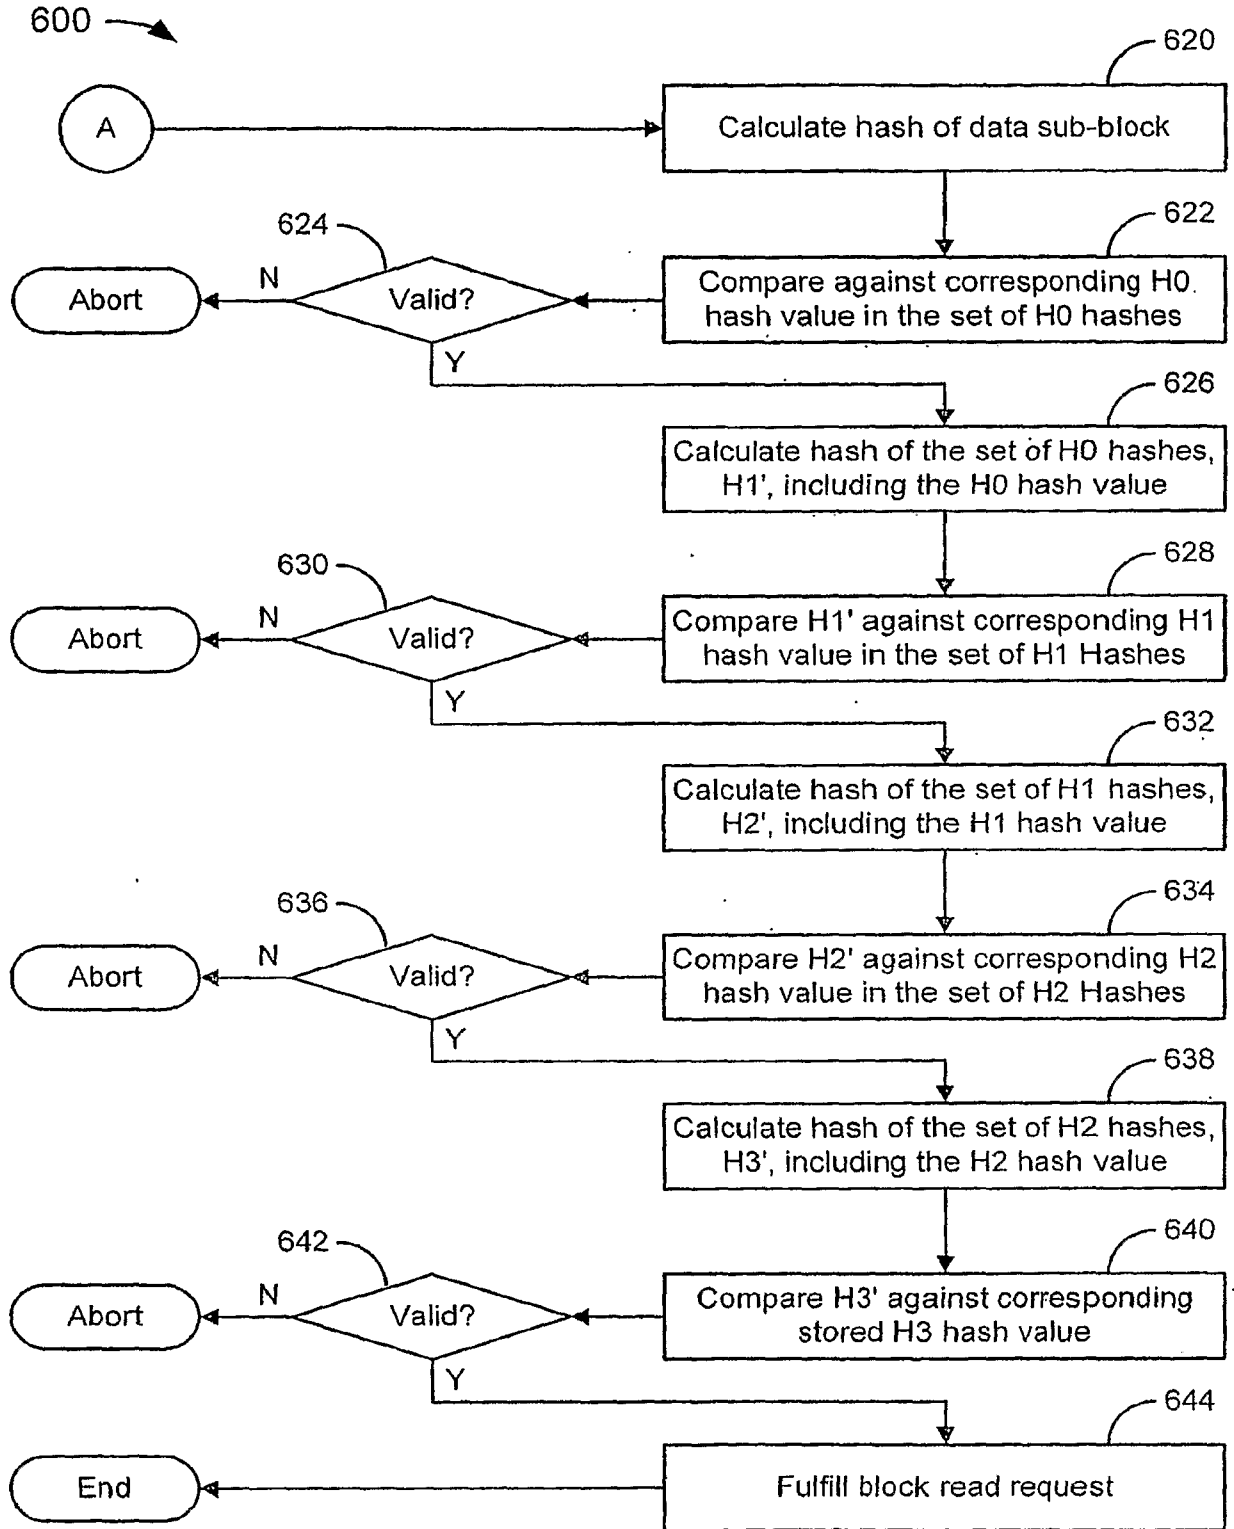 600
620
A
Calculate hash of data sub-block
622
624
Compare against corresponding H0
hash value in the set of H0 hashes
Valid?
N
Abort
Y
626
Calculate hash of the set of H0 hashes,
H1', including the H0 hash value
628
630
Compare H1' against corresponding H1
hash value in the set of H1 Hashes
Valid?
N
Abort
Y
632
Calculate hash of the set of H1 hashes,
H2', including the H1 hash value
634
636
Compare H2' against corresponding H2
hash value in the set of H2 Hashes
Valid?
N
Abort
Y
638
Calculate hash of the set of H2 hashes,
H3', including the H2 hash value
640
642
Compare H3' against corresponding
stored H3 hash value
Valid?
N
Abort
Y
644
Fulfill block read request
End